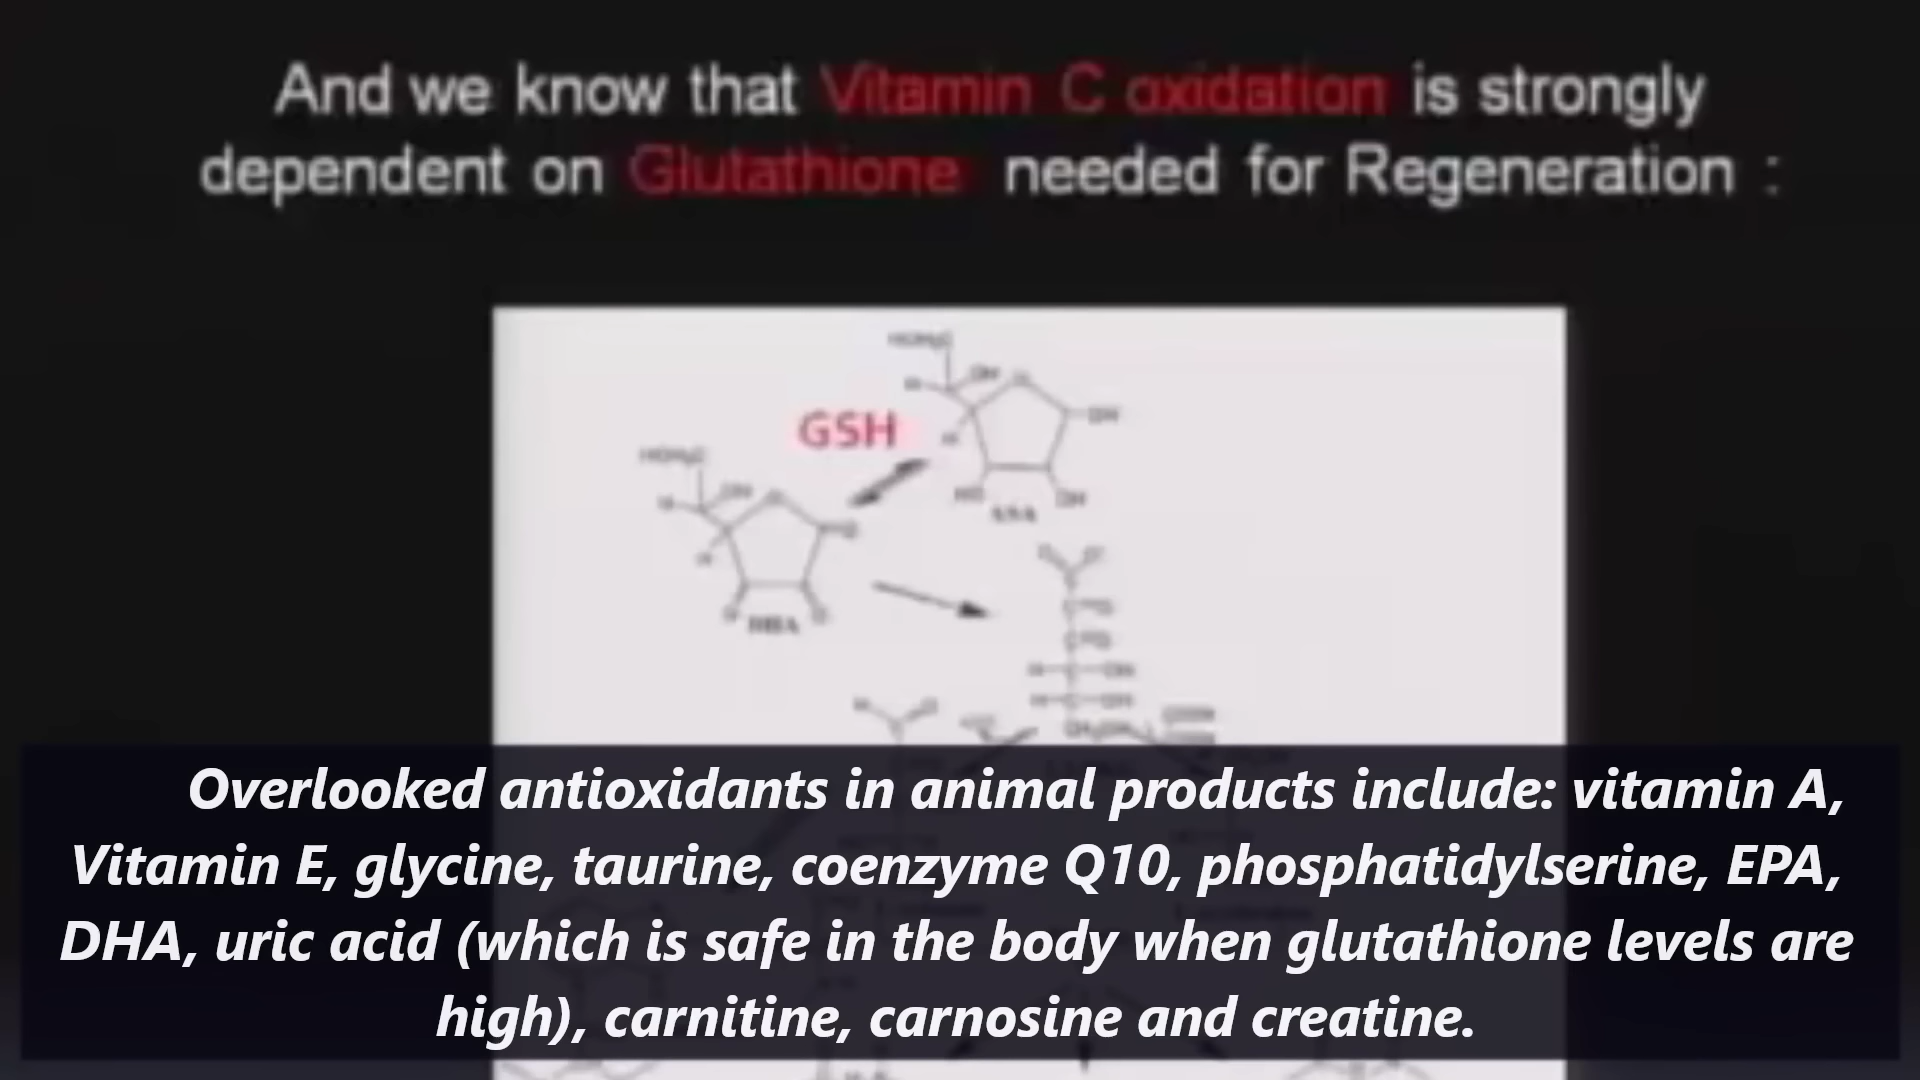 And we know that Vitamin C oxidation is strongly
dependent on Glutathione needed for Regeneration :
GSH
Overlooked antioxidants in animal products include: vitamin A,
Vitamin E, glycine, taurine, coenzyme Q10, phosphatidylserine, EPA,
DHA, uric acid (which is safe in the body when glutathione levels are
high), carnitine, carnosine and creatine.